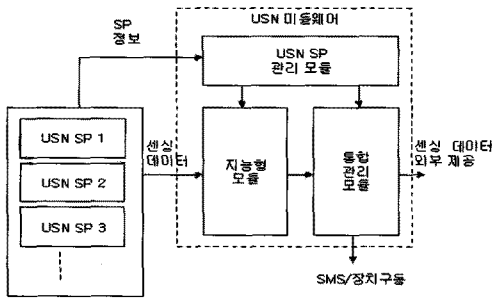 SP
정보
USN 미들웨어
USN SP
관리 모듈
USN SP 1
USN SP 2
USN SP 3
센싱
데이터
지능형
모듈
통합
관리
모듈
센싱 데이터
외부 제공
SMS/장치구동